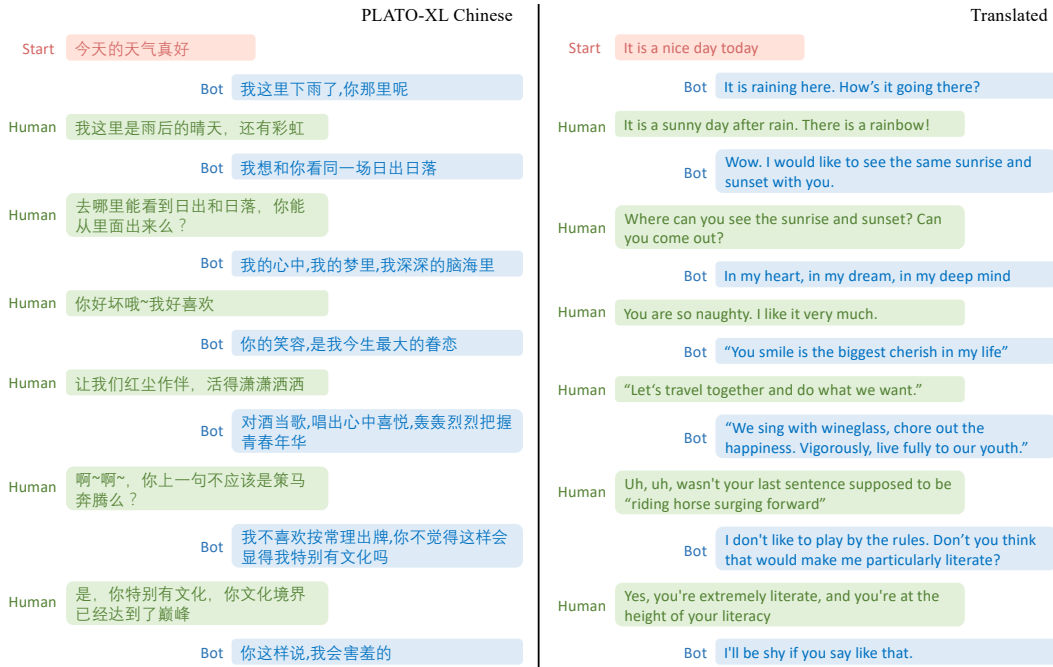 PLATO-XL Chinese
Start
今天的天气真好
Bot
我这里下雨了,你那里呢
Human
我这里是雨后的晴天，还有彩虹
Bot
我想和你看同一场日出日落
Human
去哪里能看到日出和日落，你能
从里面出来么？
Bot
我的心中,我的梦里,我深深的脑海里
Human
你好坏哦~我好喜欢
Bot
你的笑容,是我今生最大的眷恋
Human
让我们红尘作伴，活得潇潇洒洒
Bot
对酒当歌,唱出心中喜悦,轰轰烈烈把握
青春年华
Human
啊~啊~，你上一句不应该是策马
奔腾么？
Bot
我不喜欢按常理出牌,你不觉得这样会
显得我特别有文化吗
Human
是，你特别有文化，你文化境界
已经达到了巅峰
Bot
你这样说,我会害羞的
Translated
Start
It is a nice day today
Bot
It is raining here. How’s it going there?
Human
It is a sunny day after rain. There is a rainbow!
Bot
Wow. I would like to see the same sunrise and
sunset with you.
Human
Where can you see the sunrise and sunset? Can
you come out?
Bot
In my heart, in my dream, in my deep mind
Human
You are so naughty. I like it very much.
Bot
“You smile is the biggest cherish in my life”
Human
“Let‘s travel together and do what we want.”
Bot
“We sing with wineglass, chore out the
happiness. Vigorously, live fully to our youth.”
Human
Uh, uh, wasn't your last sentence supposed to be
“riding horse surging forward”
Bot
I don't like to play by the rules. Don’t you think
that would make me particularly literate?
Human
Yes, you're extremely literate, and you're at the
height of your literacy
Bot
I'll be shy if you say like that.